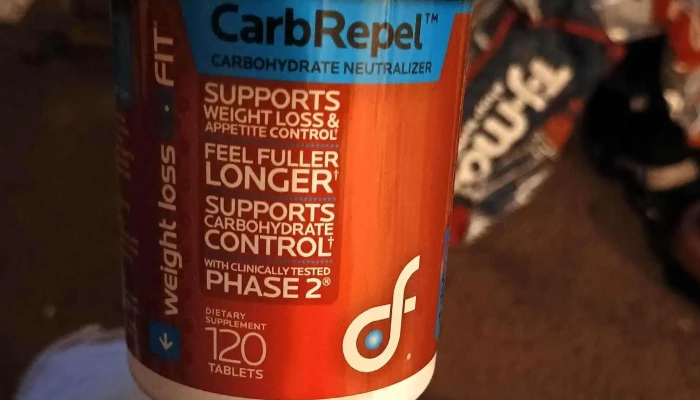 CarbRepel™
CARBOHYDRATE NEUTRALIZER
SUPPORTS
WEIGHT LOSS &
APPETITE CONTROL†
FEEL FULLER
LONGER†
SUPPORTS
CARBOHYDRATE
CONTROL†
WITH CLINICALLY TESTED
PHASE 2®
DIETARY
SUPPLEMENT
120
TABLETS
weight loss
FIT
df